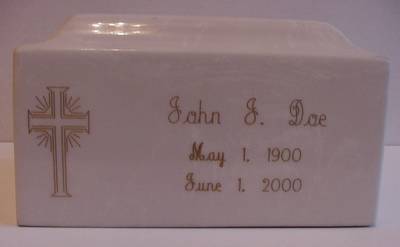 John J. Doe
May 1, 1900
June 1, 2000